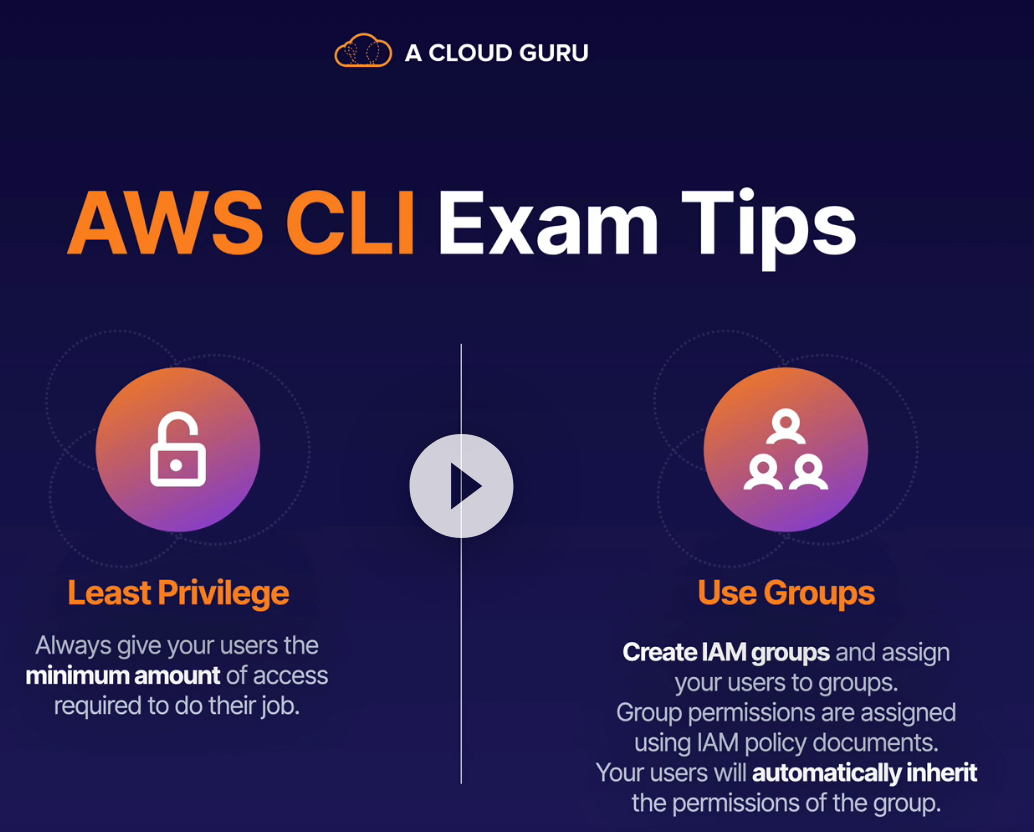 A CLOUD GURU
AWS CLI Exam Tips
Least Privilege
Always give your users the
minimum amount of access
required to do their job.
Use Groups
Create IAM groups and assign
your users to groups.
Group permissions are assigned
using IAM policy documents.
Your users will automatically inherit
the permissions of the group.